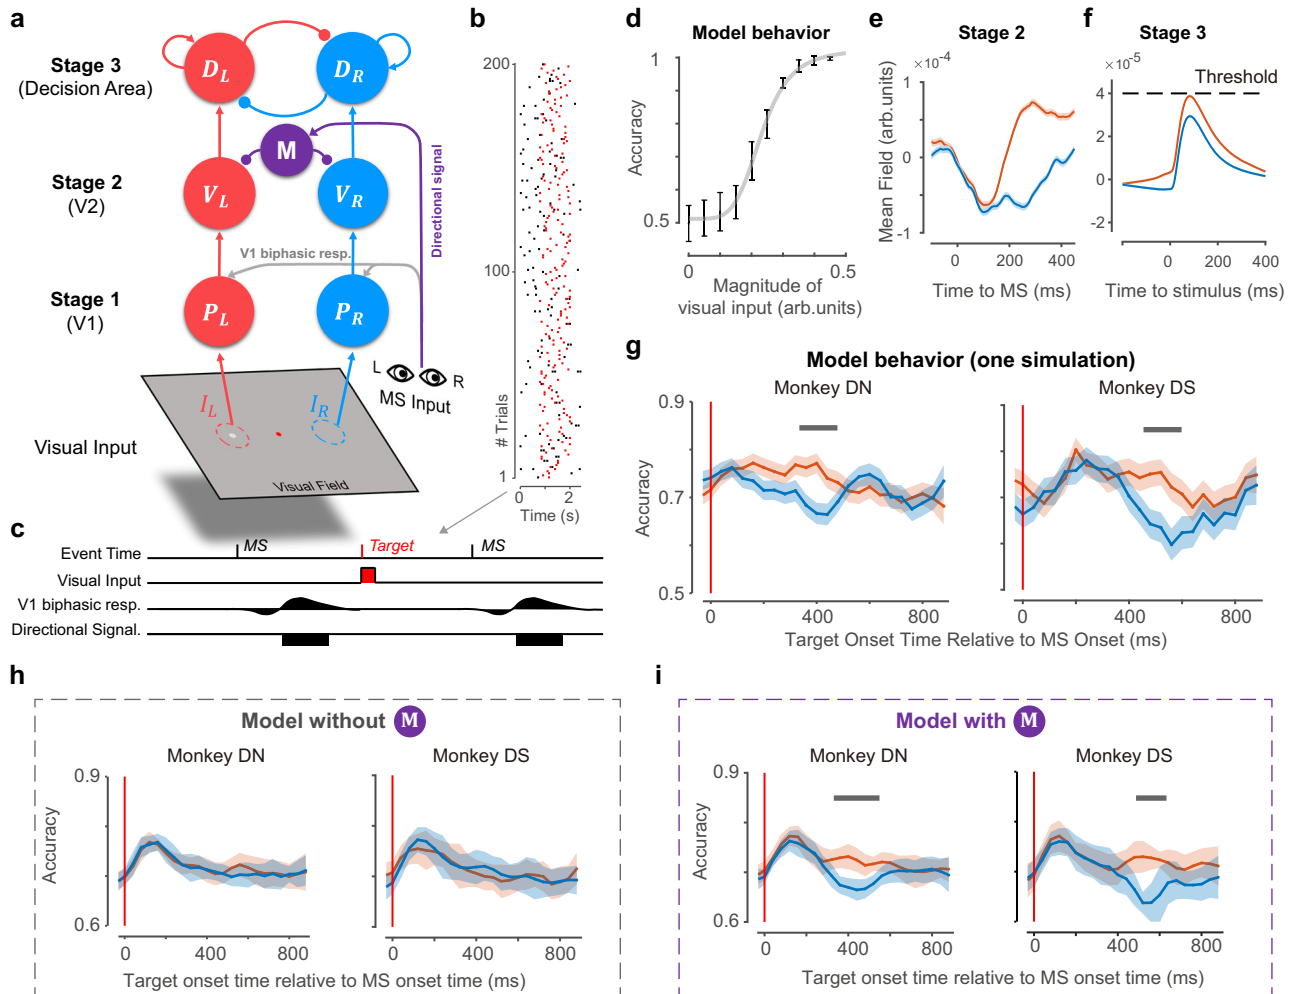 a
Stage 3
(Decision Area)
D_L
D_R
M
Stage 2
(V2)
V_L
V_R
Directional signal
V1 biphasic resp.
Stage 1
(V1)
P_L
P_R
L
R
MS Input
I_L
I_R
Visual Input
Visual Field
b
200
100
1
# Trials
0
2
Time (s)
c
Event Time
MS
Target
MS
Visual Input
V1 biphasic resp.
Directional Signal.
d
Model behavior
1
0.5
Accuracy
0
0.5
Magnitude of
visual input (arb.units)
e
Stage 2
×10⁻⁴
1
0
-1
Mean Field (arb.units)
0
200
400
Time to MS (ms)
f
Stage 3
×10⁻⁵
Threshold
4
2
0
-2
0
200
400
Time to stimulus (ms)
g
Model behavior (one simulation)
Monkey DN
Monkey DS
0.9
0.7
0.5
Accuracy
0
400
800
0
400
800
Target Onset Time Relative to MS Onset (ms)
h
Model without M
Monkey DN
Monkey DS
0.9
0.6
Accuracy
0
400
800
0
400
800
Target onset time relative to MS onset time (ms)
i
Model with M
Monkey DN
Monkey DS
0.9
0.6
Accuracy
0
400
800
0
400
800
Target onset time relative to MS onset time (ms)